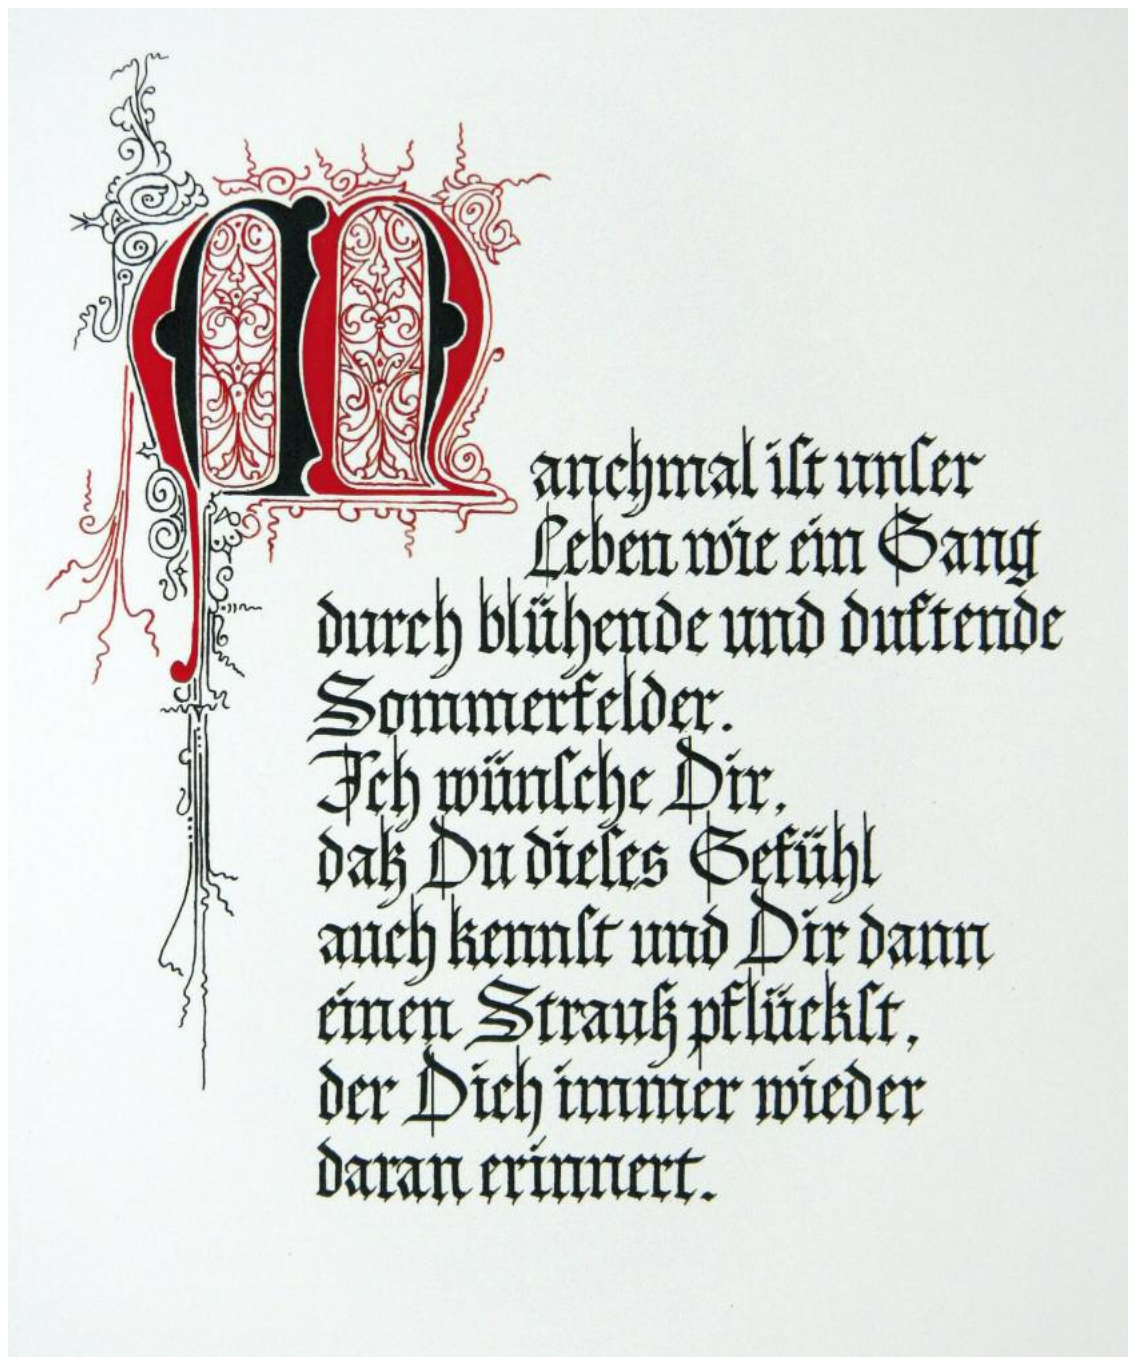 Manchmal iſt unſer
Leben wie ein Gang
durch blühende und duftende
Sommerfelder.
Ich wünſche Dir,
daß Du dieſes Gefühl
auch kennſt und Dir dann
einen Strauß pflückſt,
der Dich immer wieder
daran erinnert.